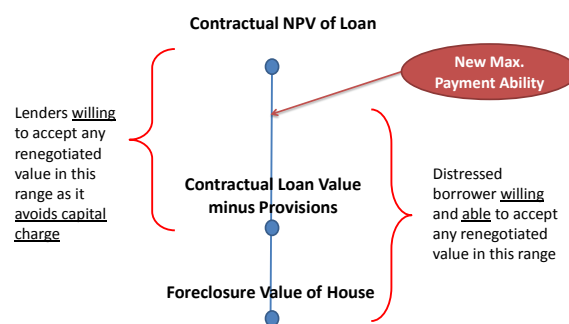 Contractual NPV of Loan
New Max.
Payment Ability
Lenders willing
to accept any
renegotiated
value in this
range as it
avoids capital
charge
Contractual Loan Value
minus Provisions
Distressed
borrower willing
and able to accept
any renegotiated
value in this range
Foreclosure Value of House